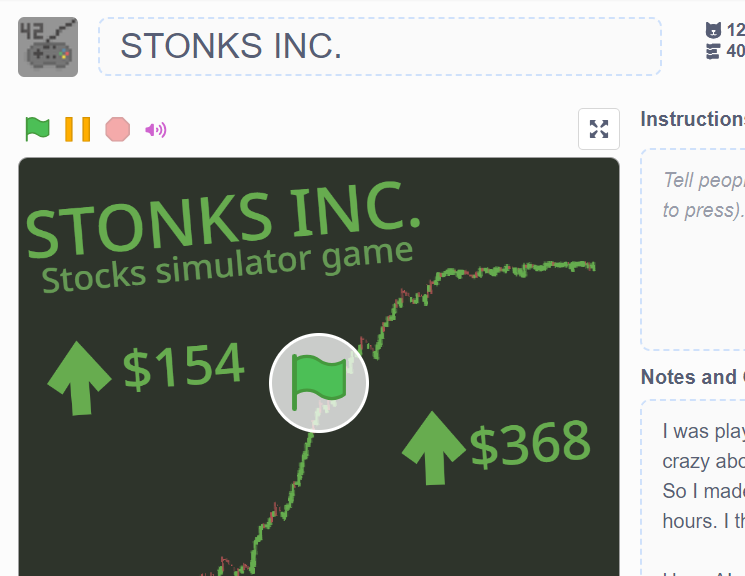 42
STONKS INC.
12
40
Instructions
Tell peopl
to press).
STONKS INC.
Stocks simulator game
$154
$368
Notes and
I was play
crazy abo
So I made
hours. I th